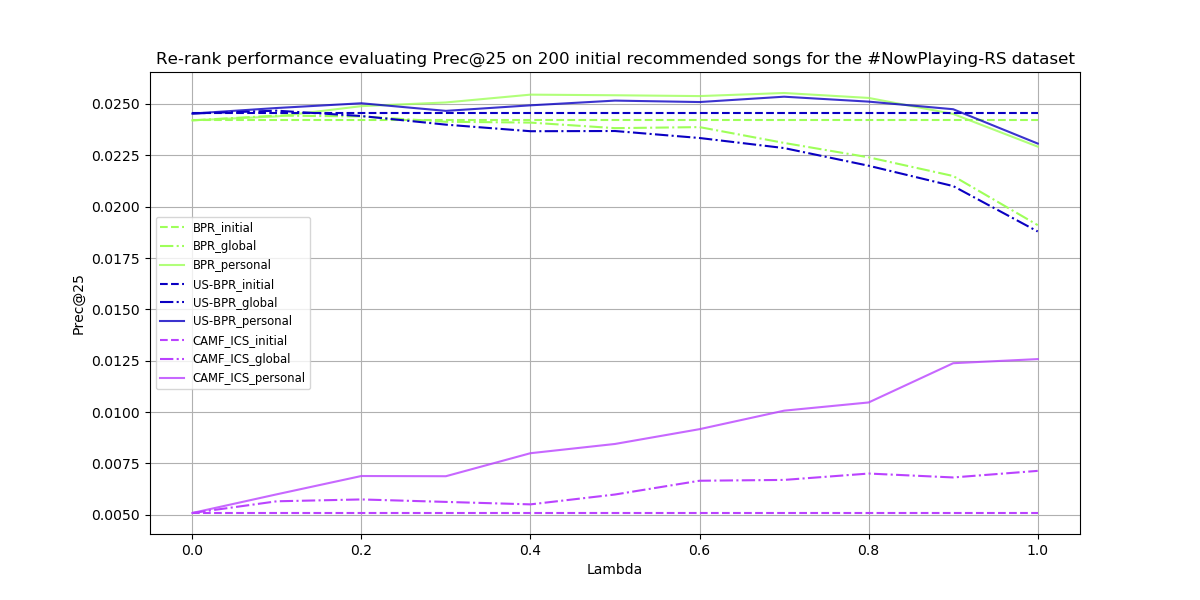 Re-rank performance evaluating Prec@25 on 200 initial recommended songs for the #NowPlaying-RS dataset
Prec@25
0.0250
0.0225
0.0200
0.0175
0.0150
0.0125
0.0100
0.0075
0.0050
BPR_initial
BPR_global
BPR_personal
US-BPR_initial
US-BPR_global
US-BPR_personal
CAMF_ICS_initial
CAMF_ICS_global
CAMF_ICS_personal
0.0 0.2 0.4 0.6 0.8 1.0
Lambda